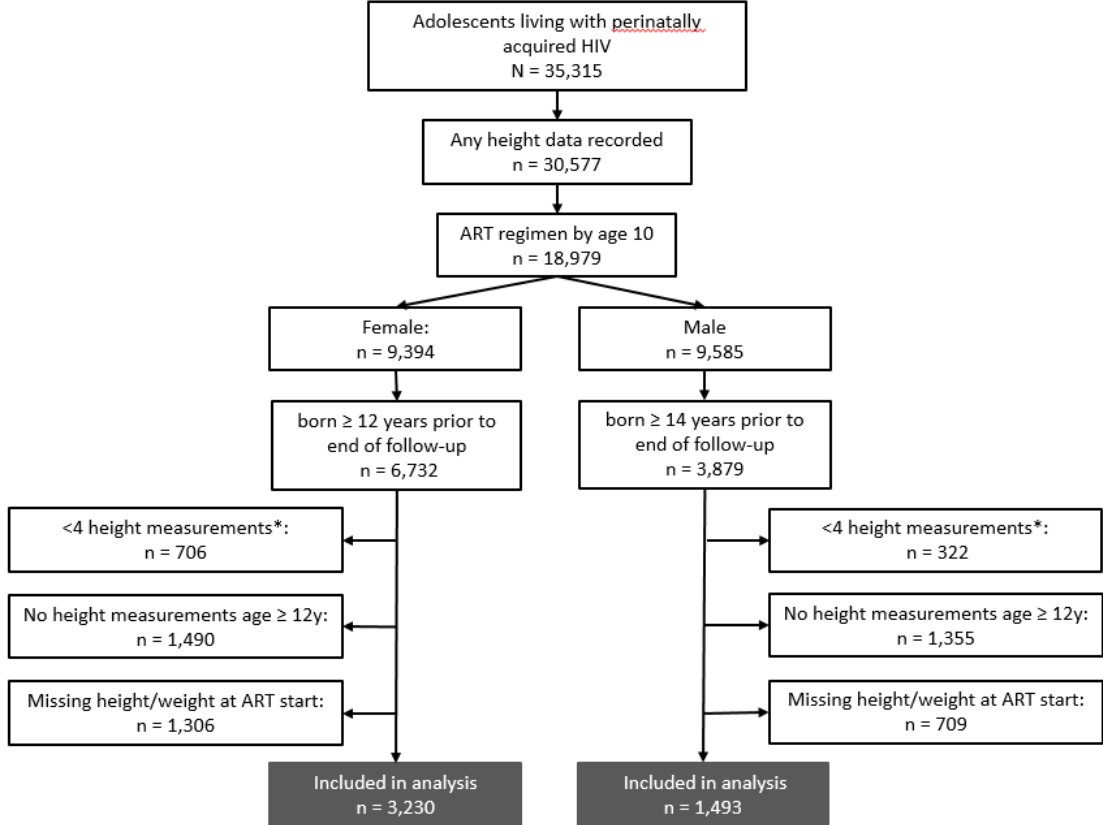 Adolescents living with perinatally
acquired HIV
N = 35,315
Any height data recorded
n = 30,577
ART regimen by age 10
n = 18,979
Female:
n = 9,394
Male
n = 9,585
born ≥ 12 years prior to
end of follow-up
n = 6,732
born ≥ 14 years prior to
end of follow-up
n = 3,879
<4 height measurements*:
n = 706
<4 height measurements*:
n = 322
No height measurements age ≥ 12y:
n = 1,490
No height measurements age ≥ 12y:
n = 1,355
Missing height/weight at ART start:
n = 1,306
Missing height/weight at ART start:
n = 709
Included in analysis
n = 3,230
Included in analysis
n = 1,493